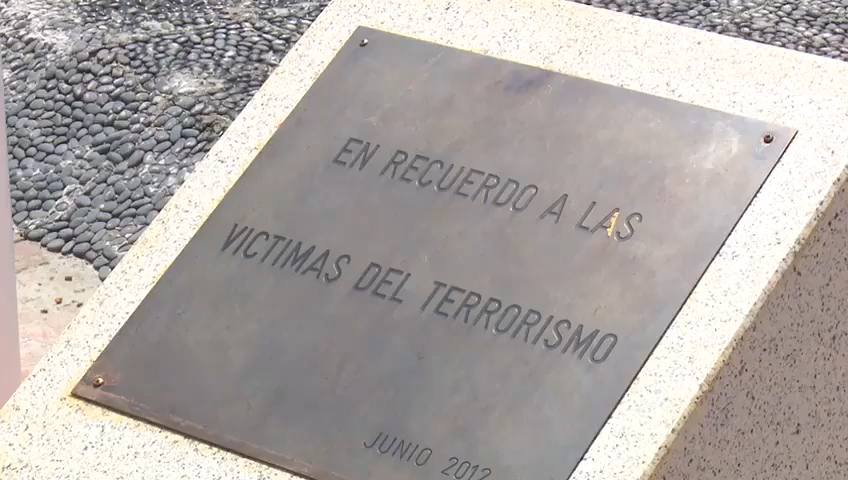 EN RECUERDO A LAS
VICTIMAS DEL TERRORISMO
JUNIO 2012